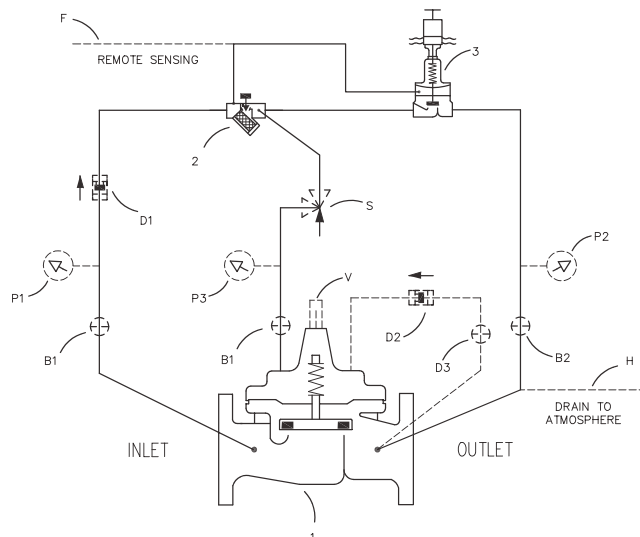 F
REMOTE SENSING
3
2
D1
S
P1
P3
V
P2
B1
B1
D2
D3
B2
H
DRAIN TO
ATMOSPHERE
INLET
OUTLET
1